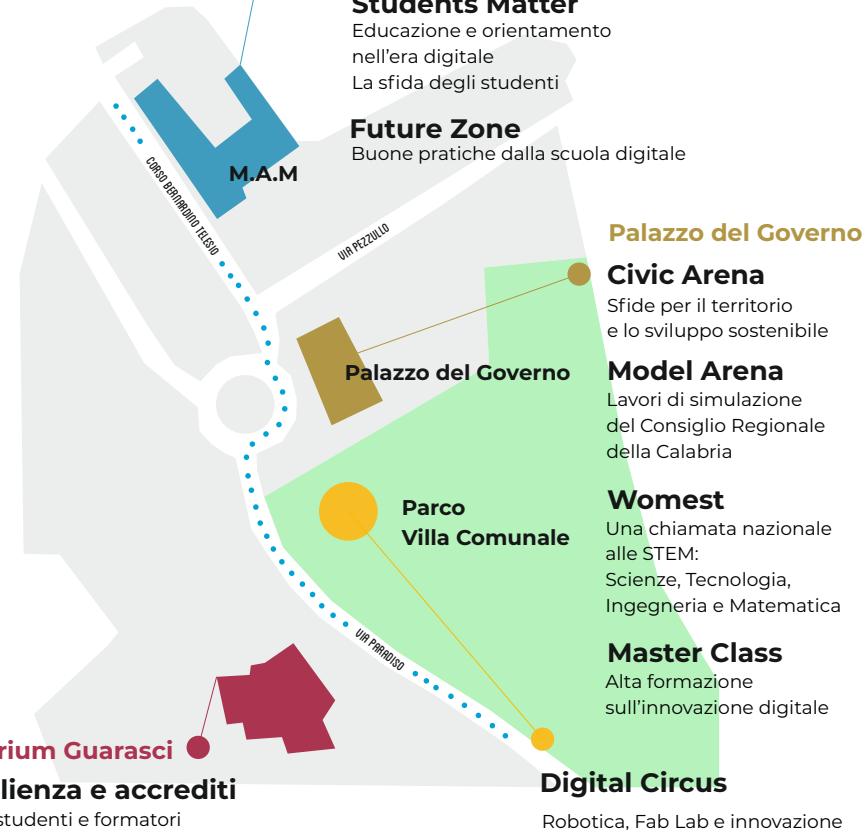 Students Matter
Educazione e orientamento
nell'era digitale
La sfida degli studenti
Future Zone
Buone pratiche dalla scuola digitale
M.A.M
CORSO BERNARDINO TELESIO
VIA PEZZULLO
Palazzo del Governo
Civic Arena
Sfide per il territorio
e lo sviluppo sostenibile
Palazzo del Governo
Model Arena
Lavori di simulazione
del Consiglio Regionale
della Calabria
Parco
Villa Comunale
Womest
Una chiamata nazionale
alle STEM:
Scienze, Tecnologia,
Ingegneria e Matematica
VIA PARADISO
Master Class
Alta formazione
sull'innovazione digitale
rium Guarasci
lienza e accrediti
studenti e formatori
Digital Circus
Robotica, Fab Lab e innovazione